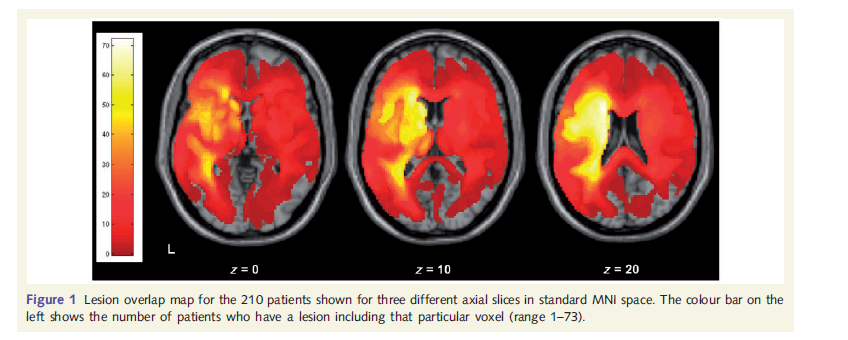 70
60
50
40
30
20
10
0
L
z = 0
z = 10
z = 20
Figure 1 Lesion overlap map for the 210 patients shown for three different axial slices in standard MNI space. The colour bar on the
left shows the number of patients who have a lesion including that particular voxel (range 1–73).